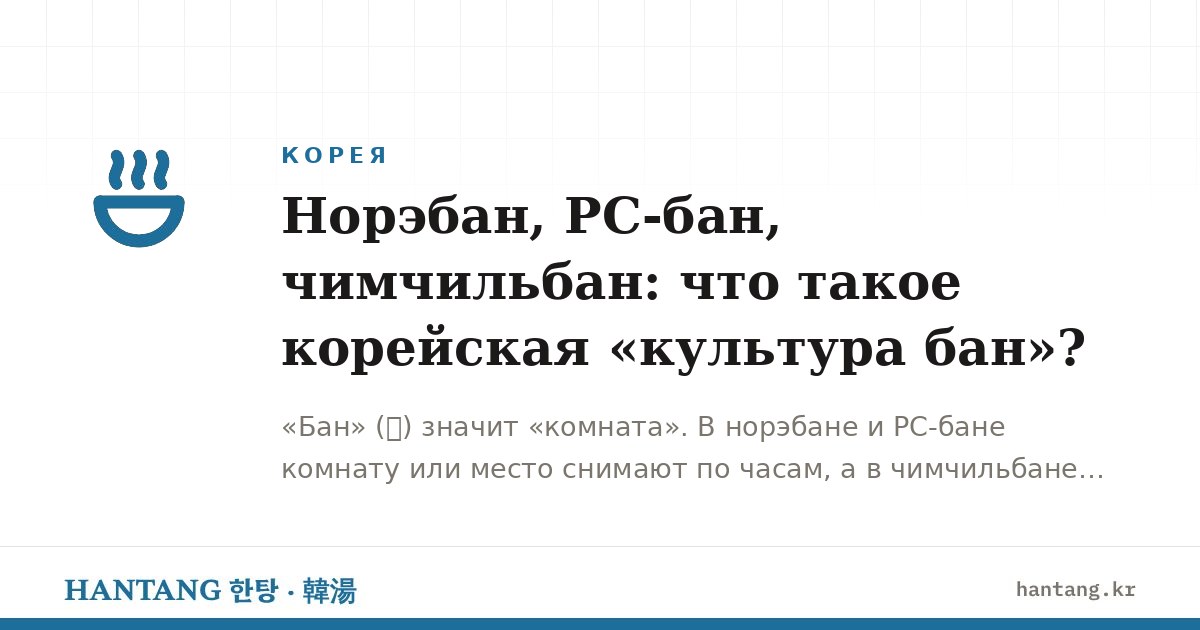 КОРЕЯ
Норэбан, PC-бан,
чимчильбан: что такое
корейская «культура бан»?
«Бан» (▯) значит «комната». В норэбане и PC-бане
комнату или место снимают по часам, а в чимчильбане…
HANTANG 한탕 · 韓湯
hantang.kr